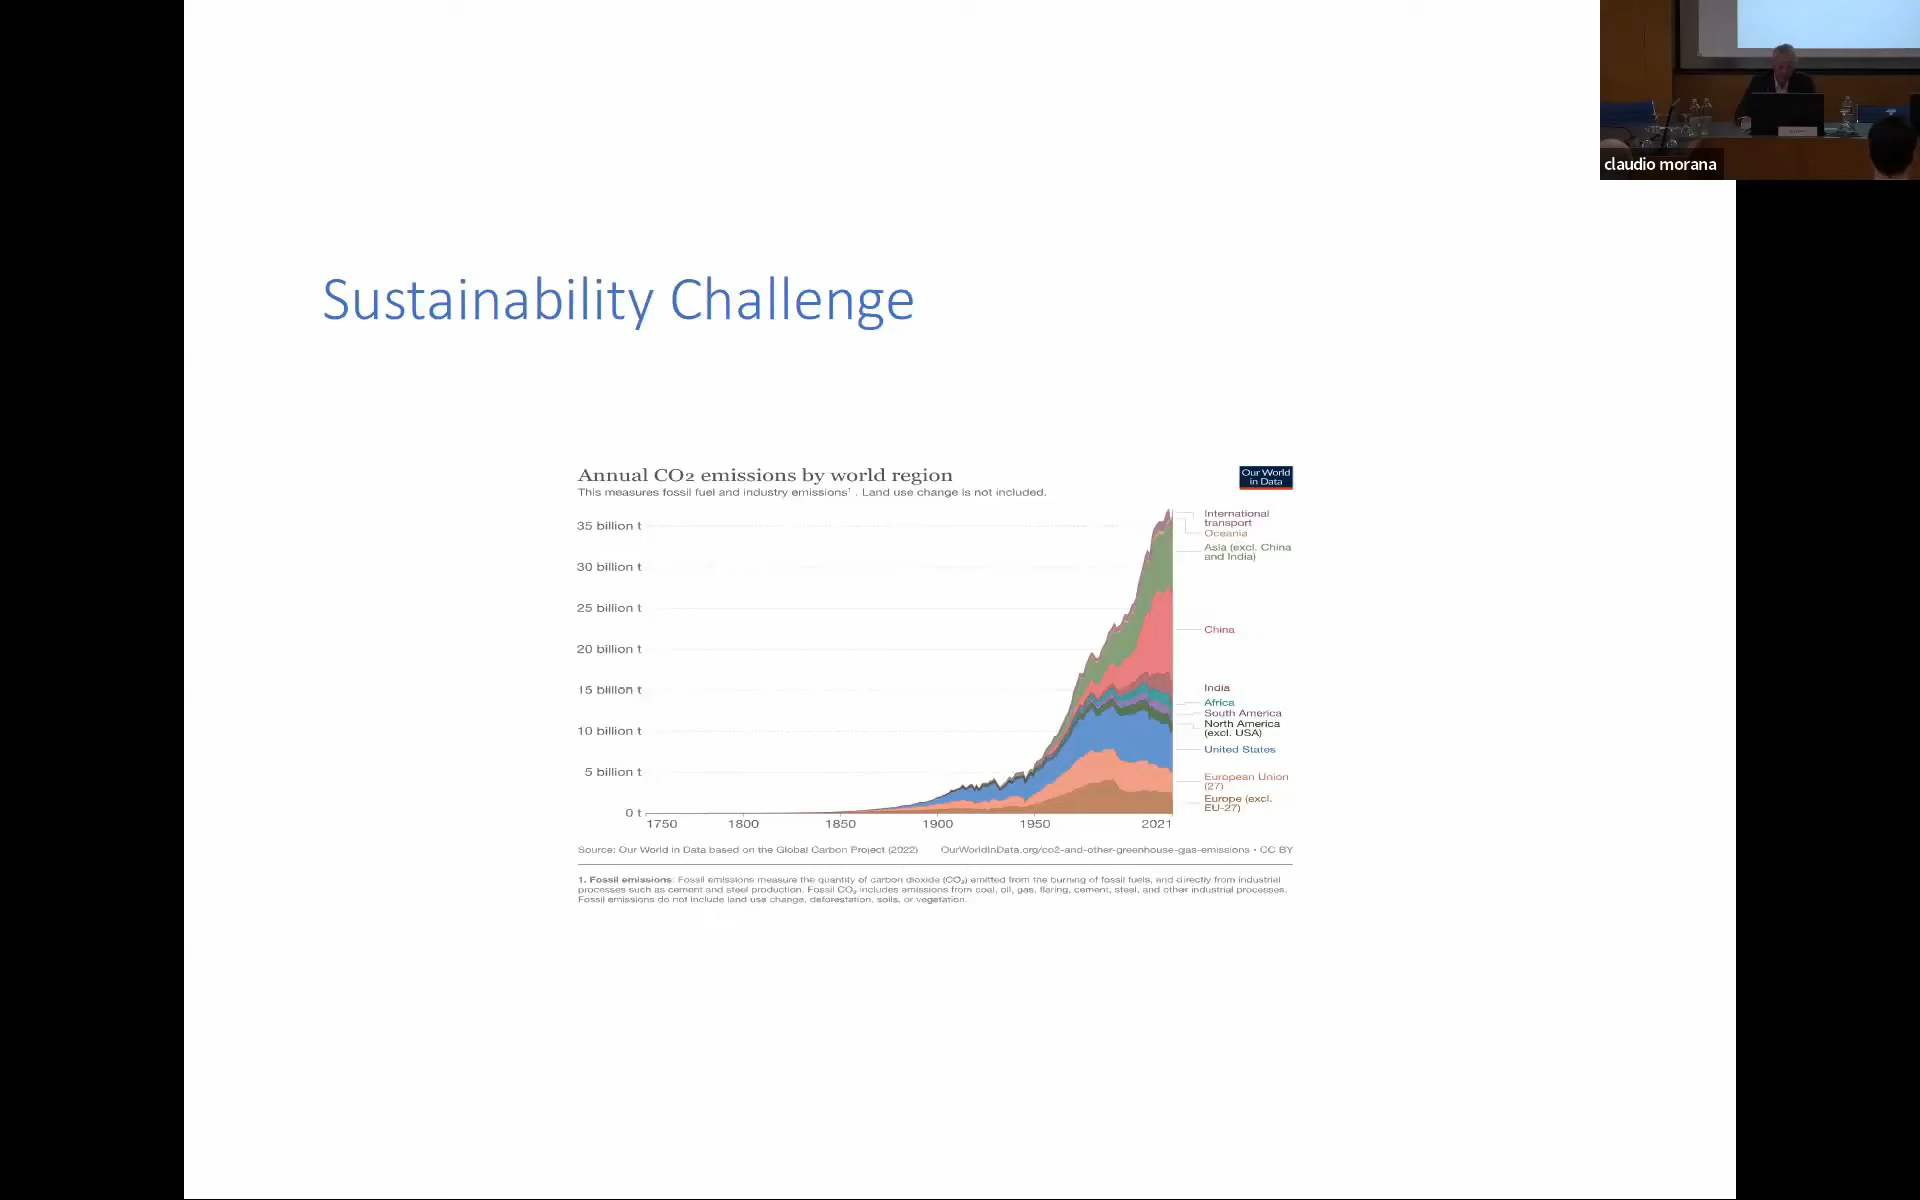 claudio morana
Sustainability Challenge
Annual CO2 emissions by world region
This measures fossil fuel and industry emissions¹ . Land use change is not included.
Our World
in Data
35 billion t
30 billion t
25 billion t
20 billion t
15 billion t
10 billion t
5 billion t
0 t
1750
1800
1850
1900
1950
2021
International
transport
Oceania
Asia (excl. China
and India)
China
India
Africa
South America
North America
(excl. USA)
United States
European Union
(27)
Europe (excl.
EU-27)
Source: Our World in Data based on the Global Carbon Project (2022)
OurWorldInData.org/co2-and-other-greenhouse-gas-emissions • CC BY
1. Fossil emissions: Fossil emissions measure the quantity of carbon dioxide (CO₂) emitted from the burning of fossil fuels, and directly from industrial
processes such as cement and steel production. Fossil CO₂ includes emissions from coal, oil, gas, flaring, cement, steel, and other industrial processes.
Fossil emissions do not include land use change, deforestation, soils, or vegetation.